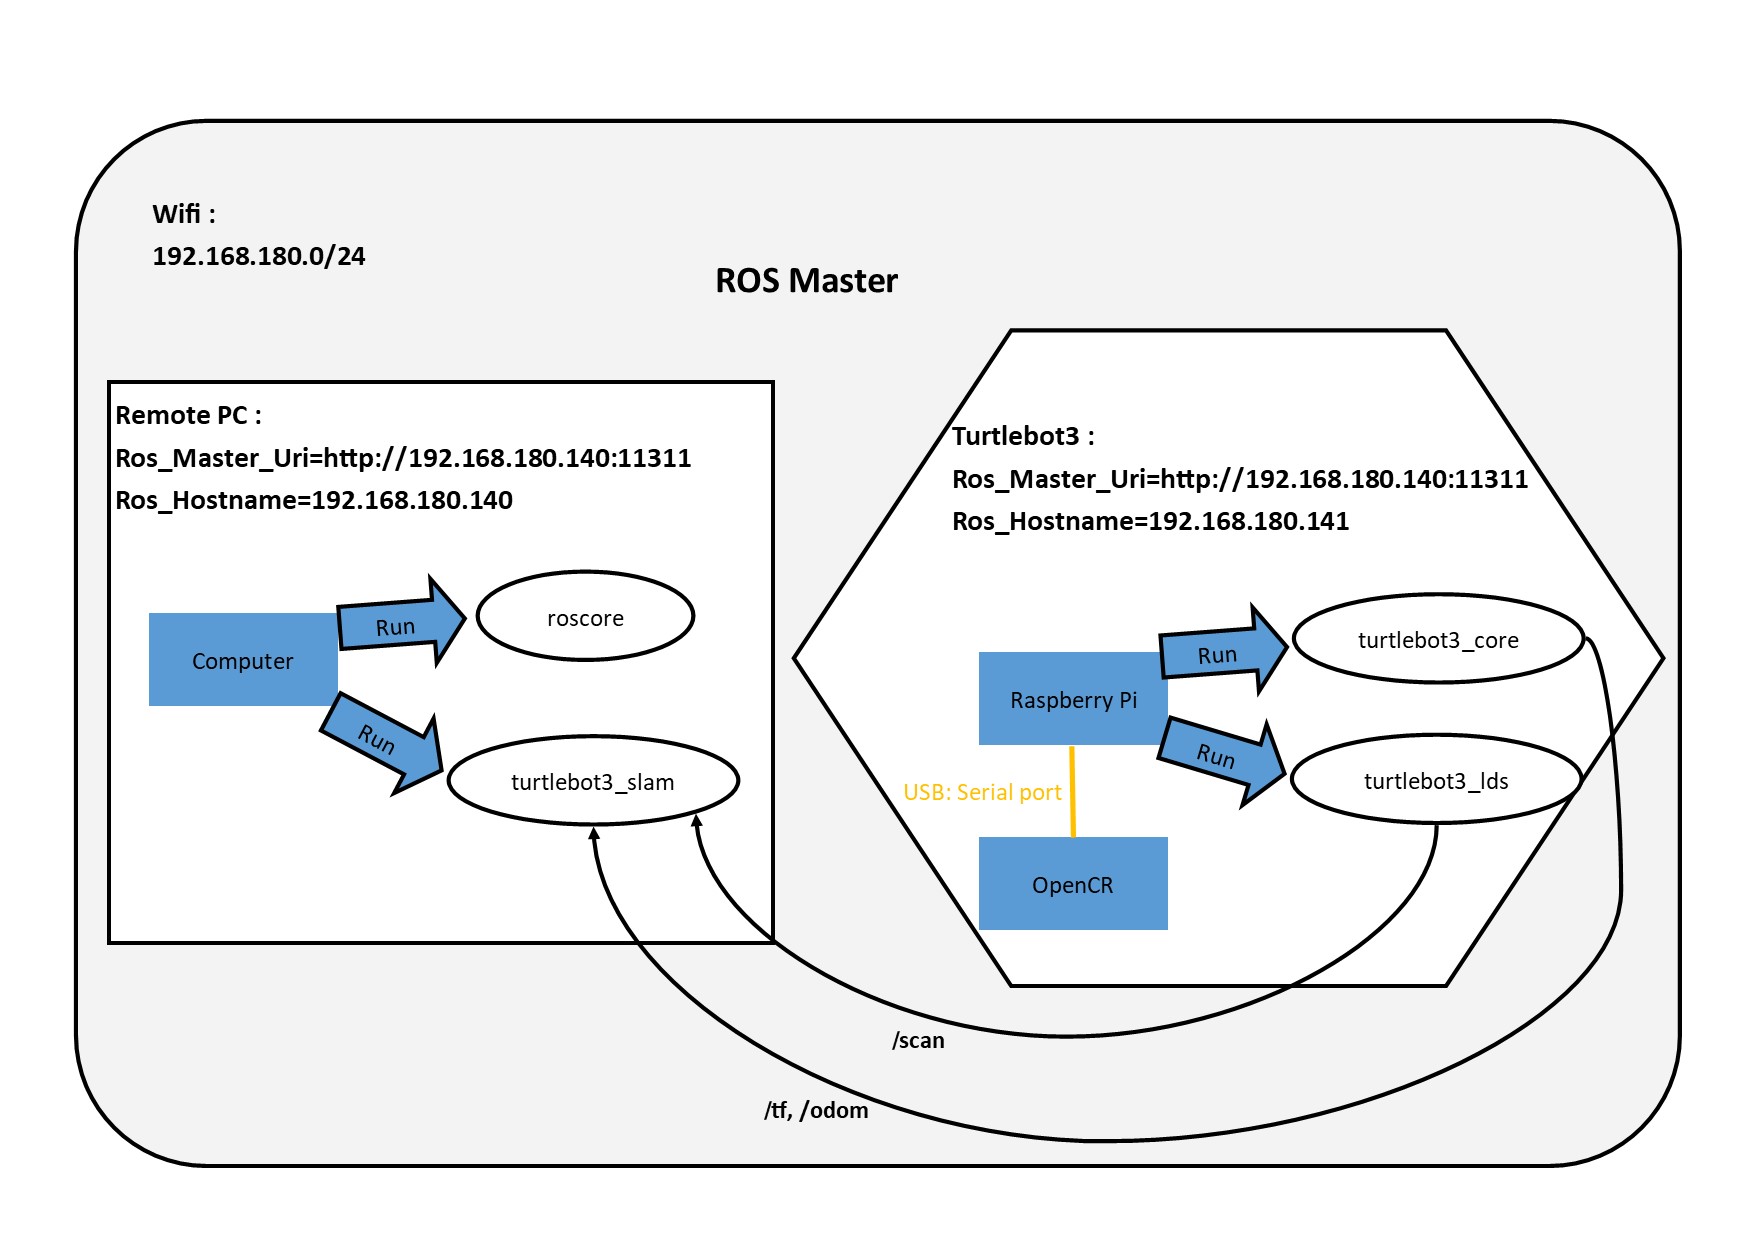 Wifi :
192.168.180.0/24
ROS Master
Remote PC :
Ros_Master_Uri=http://192.168.180.140:11311
Ros_Hostname=192.168.180.140
Turtlebot3 :
Ros_Master_Uri=http://192.168.180.140:11311
Ros_Hostname=192.168.180.141
Computer
Run
roscore
Run
turtlebot3_slam
Raspberry Pi
Run
turtlebot3_core
Run
turtlebot3_lds
USB: Serial port
OpenCR
/scan
/tf, /odom